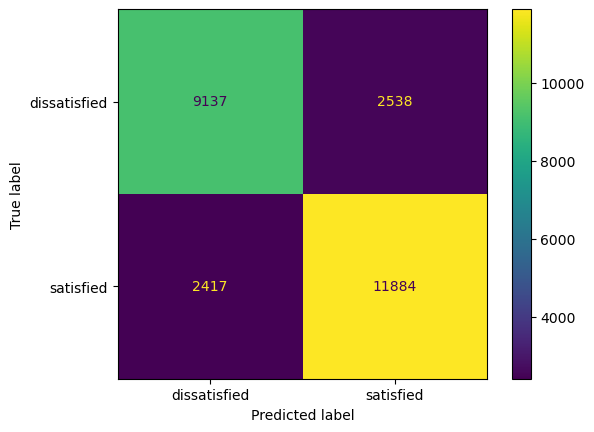 10000
dissatisfied 9137 2538
8000
True label
6000
satisfied 2417 11884
4000
dissatisfied satisfied
Predicted label